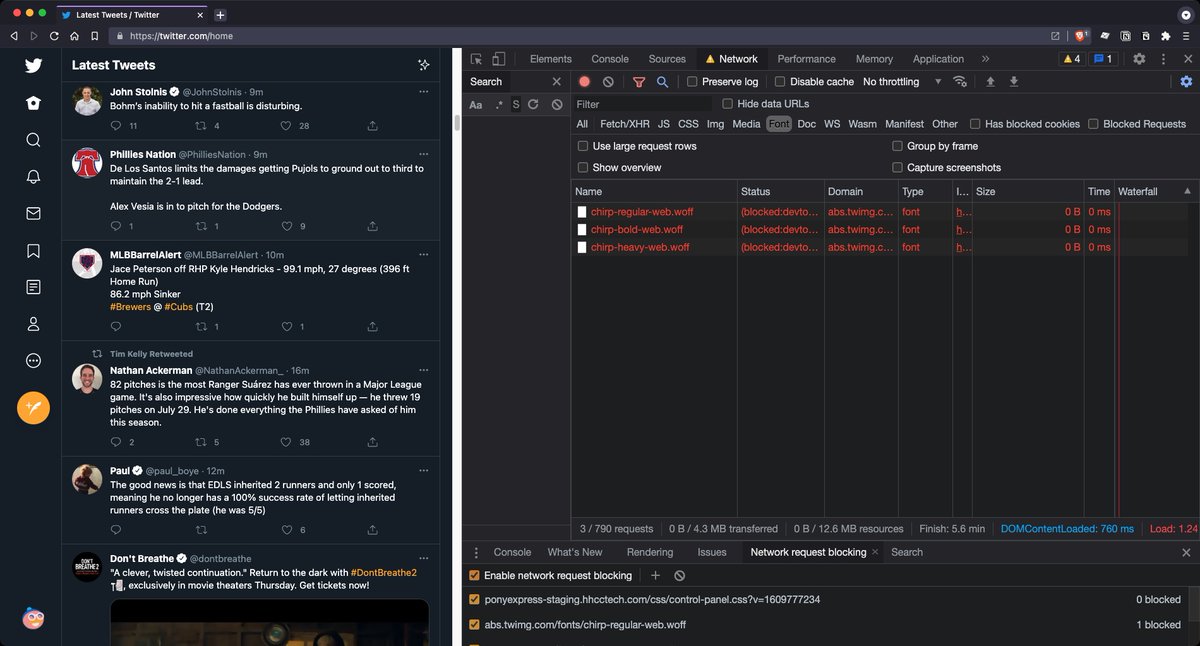 Latest Tweets / Twitter
https://twitter.com/home
Latest Tweets
John Stolnis @JohnStolnis · 9m
Bohm's inability to hit a fastball is disturbing.
11 4 28
Phillies Nation @PhilliesNation · 9m
De Los Santos limits the damages getting Pujols to ground out to third to
maintain the 2-1 lead.
Alex Vesia is in to pitch for the Dodgers.
1 1 9
MLBBarrelAlert @MLBBarrelAlert · 10m
Jace Peterson off RHP Kyle Hendricks - 99.1 mph, 27 degrees (396 ft
Home Run)
86.2 mph Sinker
#Brewers @ #Cubs (T2)
1 1
Tim Kelly Retweeted
Nathan Ackerman @NathanAckerman_ · 16m
82 pitches is the most Ranger Suárez has ever thrown in a Major League
game. It's also impressive how quickly he built himself up — he threw 19
pitches on July 29. He's done everything the Phillies have asked of him
this season.
2 5 38
Paul @paul_boye · 12m
The good news is that EDLS inherited 2 runners and only 1 scored,
meaning he no longer has a 100% success rate of letting inherited
runners cross the plate (he was 5/5)
6
DON'T BREATHE 2
Don't Breathe @dontbreathe
"A clever, twisted continuation." Return to the dark with #DontBreathe2
, exclusively in movie theaters Thursday. Get tickets now!
Elements Console Sources Network Performance Memory Application » 4 1
Search Preserve log Disable cache No throttling
Aa .* S Filter Hide data URLs
All Fetch/XHR JS CSS Img Media Font Doc WS Wasm Manifest Other Has blocked cookies Blocked Requests
Use large request rows Group by frame
Show overview Capture screenshots
Name Status Domain Type I... Size Time Waterfall
chirp-regular-web.woff (blocked:devto... abs.twimg.c... font h... 0 B 0 ms
chirp-bold-web.woff (blocked:devto... abs.twimg.c... font h... 0 B 0 ms
chirp-heavy-web.woff (blocked:devto... abs.twimg.c... font h... 0 B 0 ms
3 / 790 requests 0 B / 4.3 MB transferred 0 B / 12.6 MB resources Finish: 5.6 min DOMContentLoaded: 760 ms Load: 1.24
Console What's New Rendering Issues Network request blocking Search
Enable network request blocking
ponyexpress-staging.hhcctech.com/css/control-panel.css?v=1609777234 0 blocked
abs.twimg.com/fonts/chirp-regular-web.woff 1 blocked